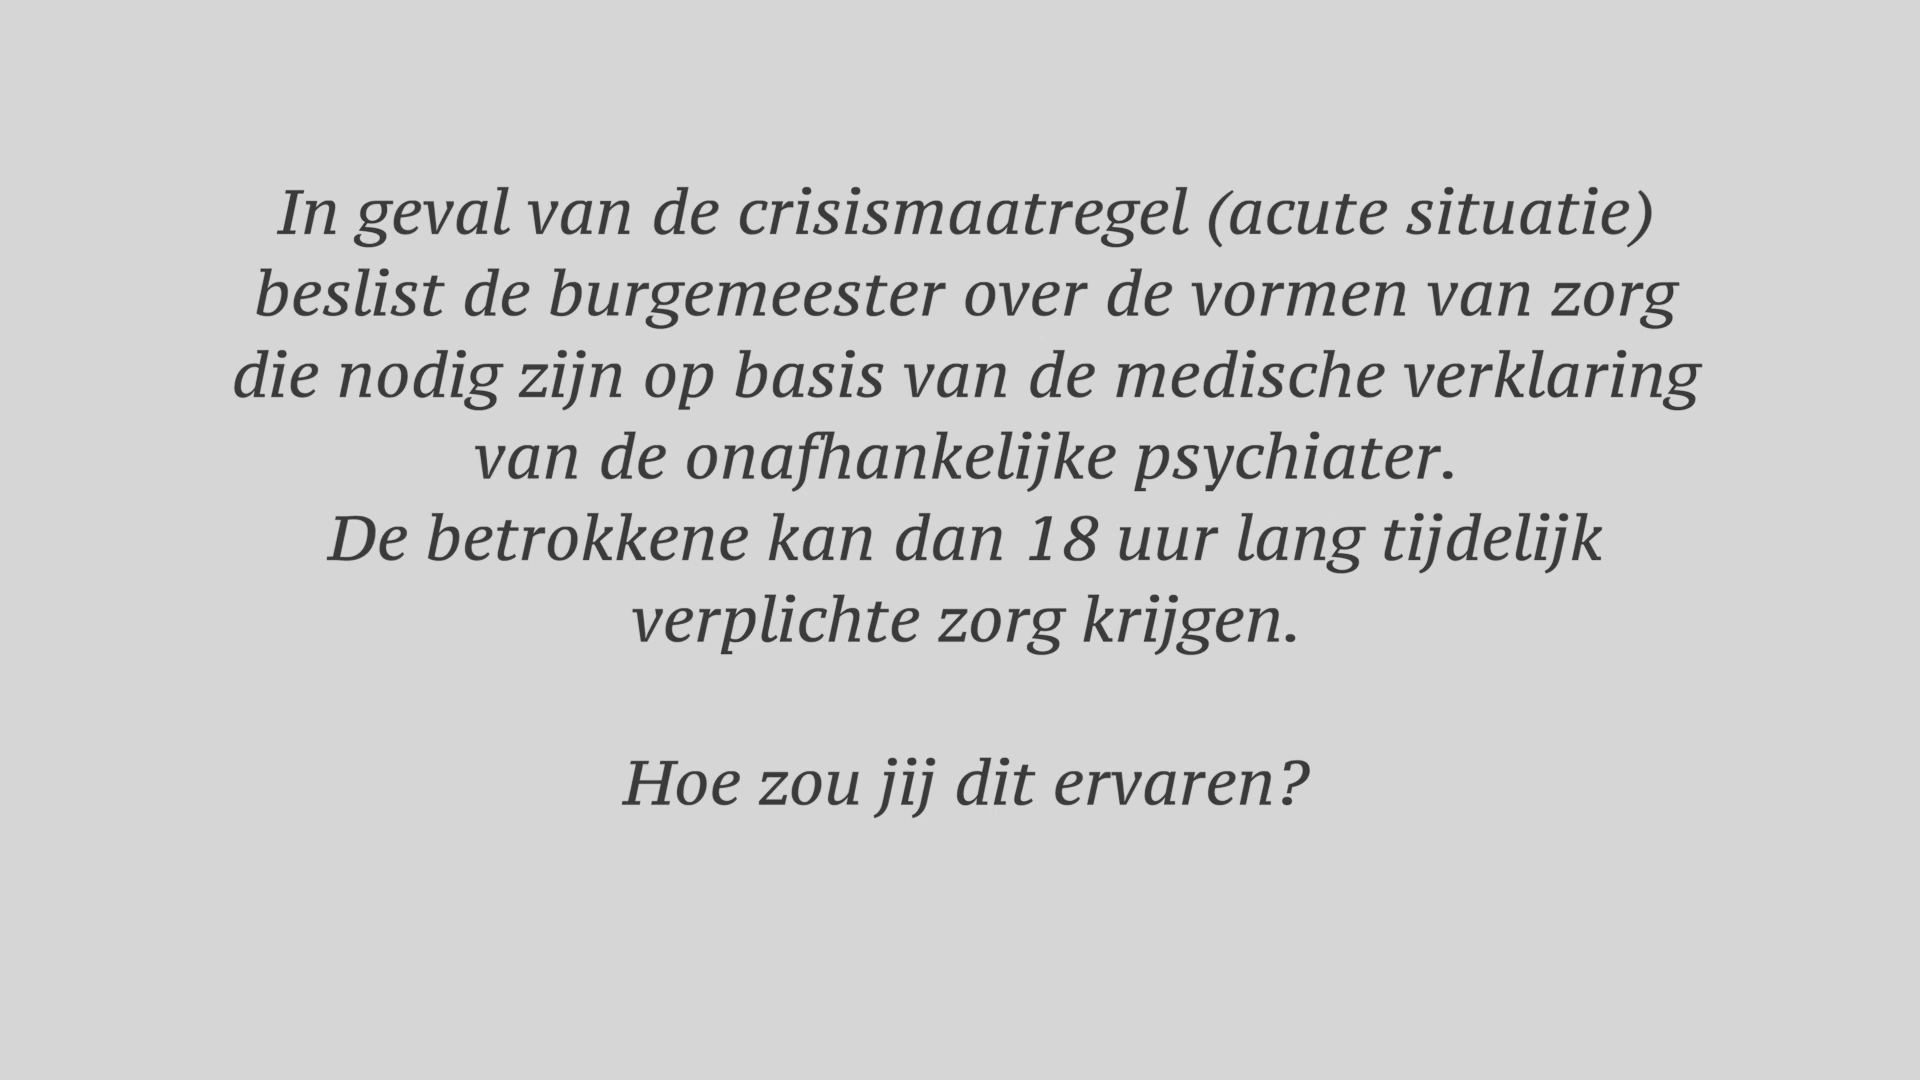 In geval van de crisismaatregel (acute situatie)
beslist de burgemeester over de vormen van zorg
die nodig zijn op basis van de medische verklaring
van de onafhankelijke psychiater.
De betrokkene kan dan 18 uur lang tijdelijk
verplichte zorg krijgen.
Hoe zou jij dit ervaren?